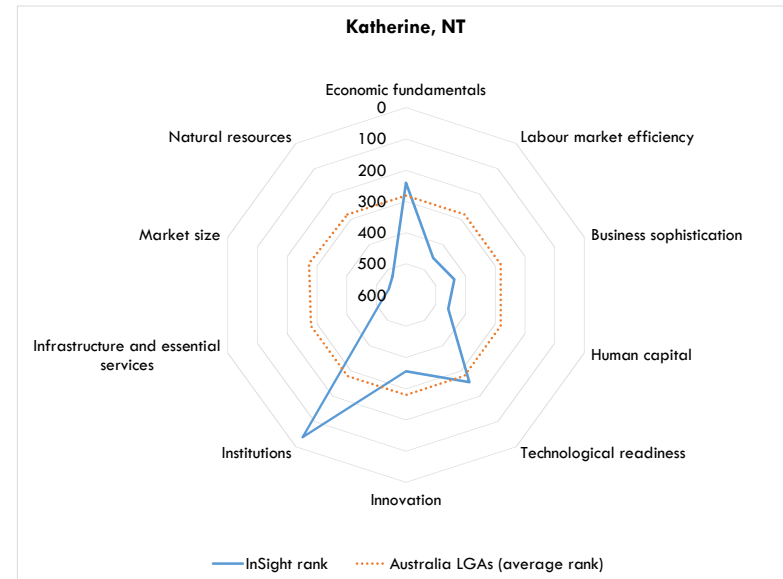 Katherine, NT
Economic fundamentals
0
Natural resources
Labour market efficiency
100
200
300
Market size
Business sophistication
400
500
600
Infrastructure and essential
services
Human capital
Institutions
Technological readiness
Innovation
InSight rank
Australia LGAs (average rank)